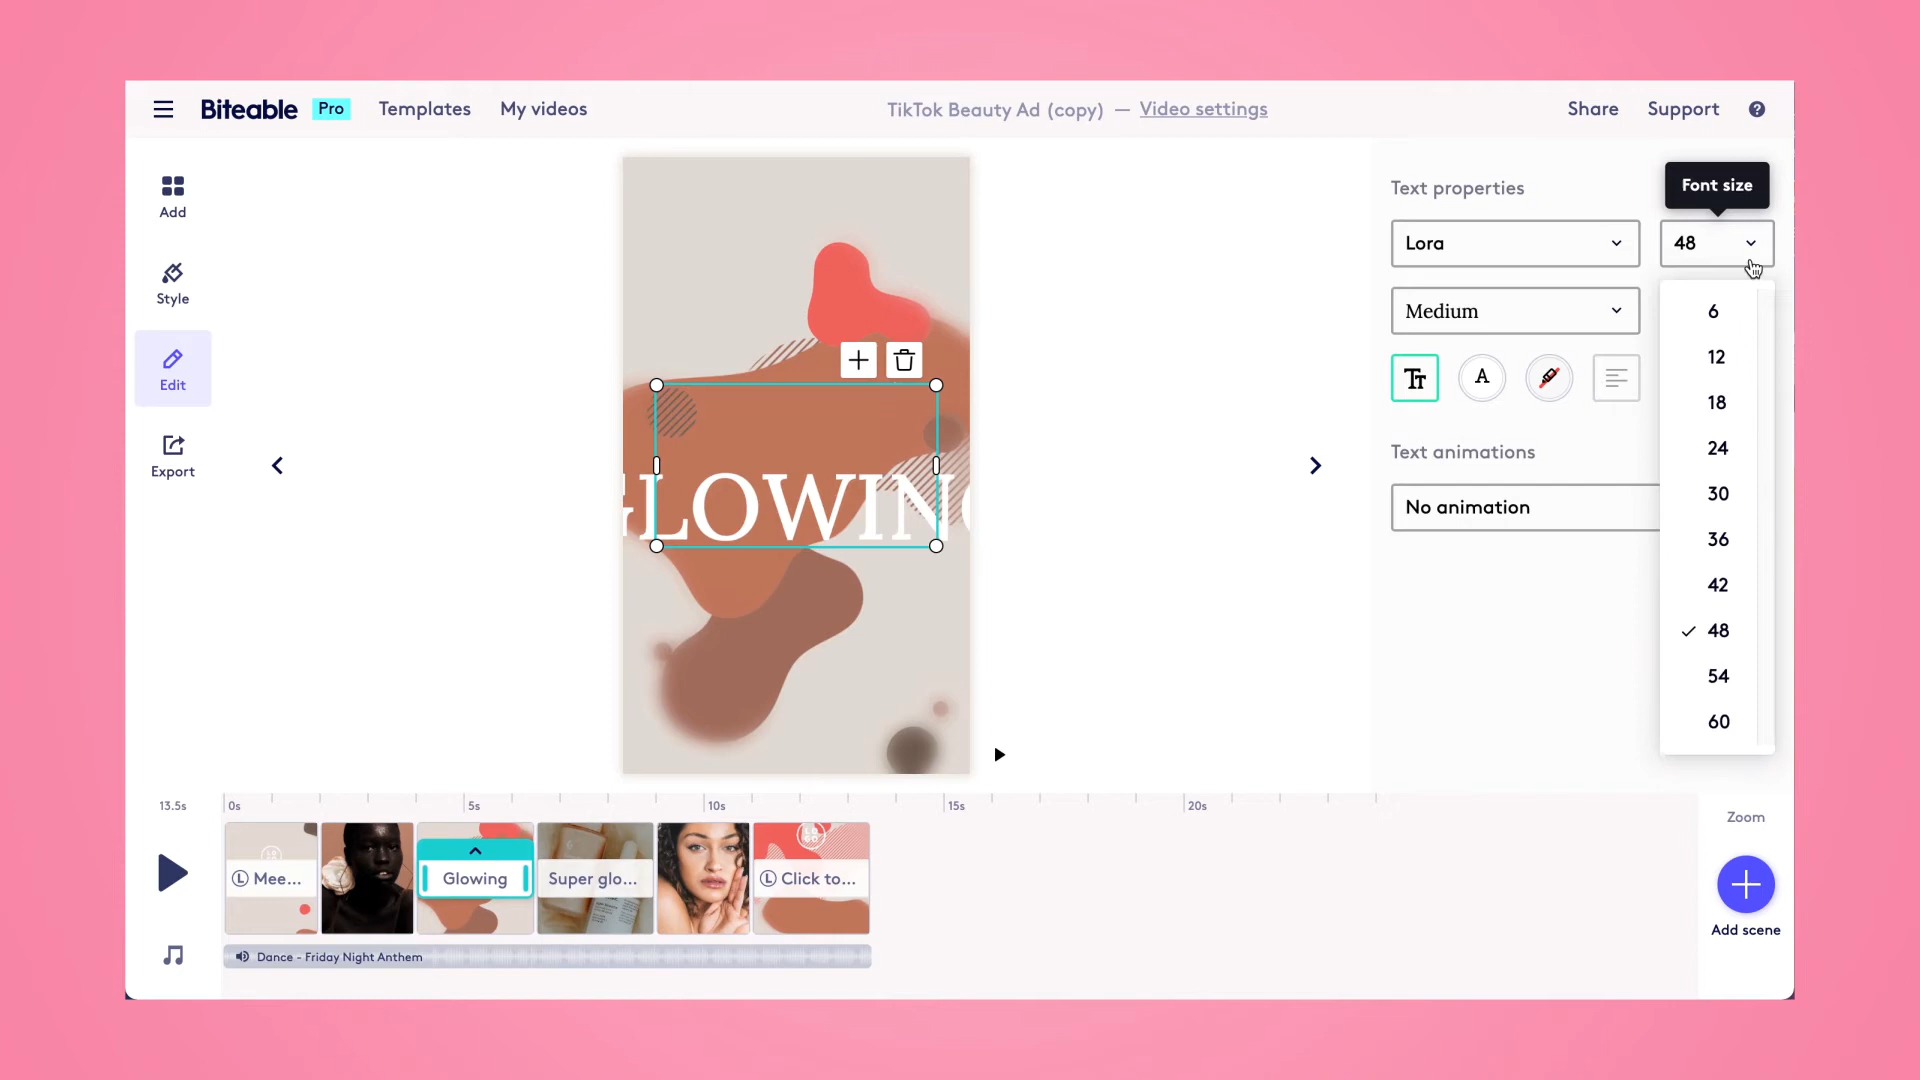 Biteable Pro Templates My videos TikTok Beauty Ad (copy) — Video settings Share Support
Add
Style
Edit
Export
GLOWING
Text properties
Font size
Lora
48
Medium
Text animations
No animation
6
12
18
24
30
36
42
48
54
60
13.5s 0s 5s 10s 15s 20s
Mee... Glowing Super glo... Click to...
Dance - Friday Night Anthem
Zoom
Add scene